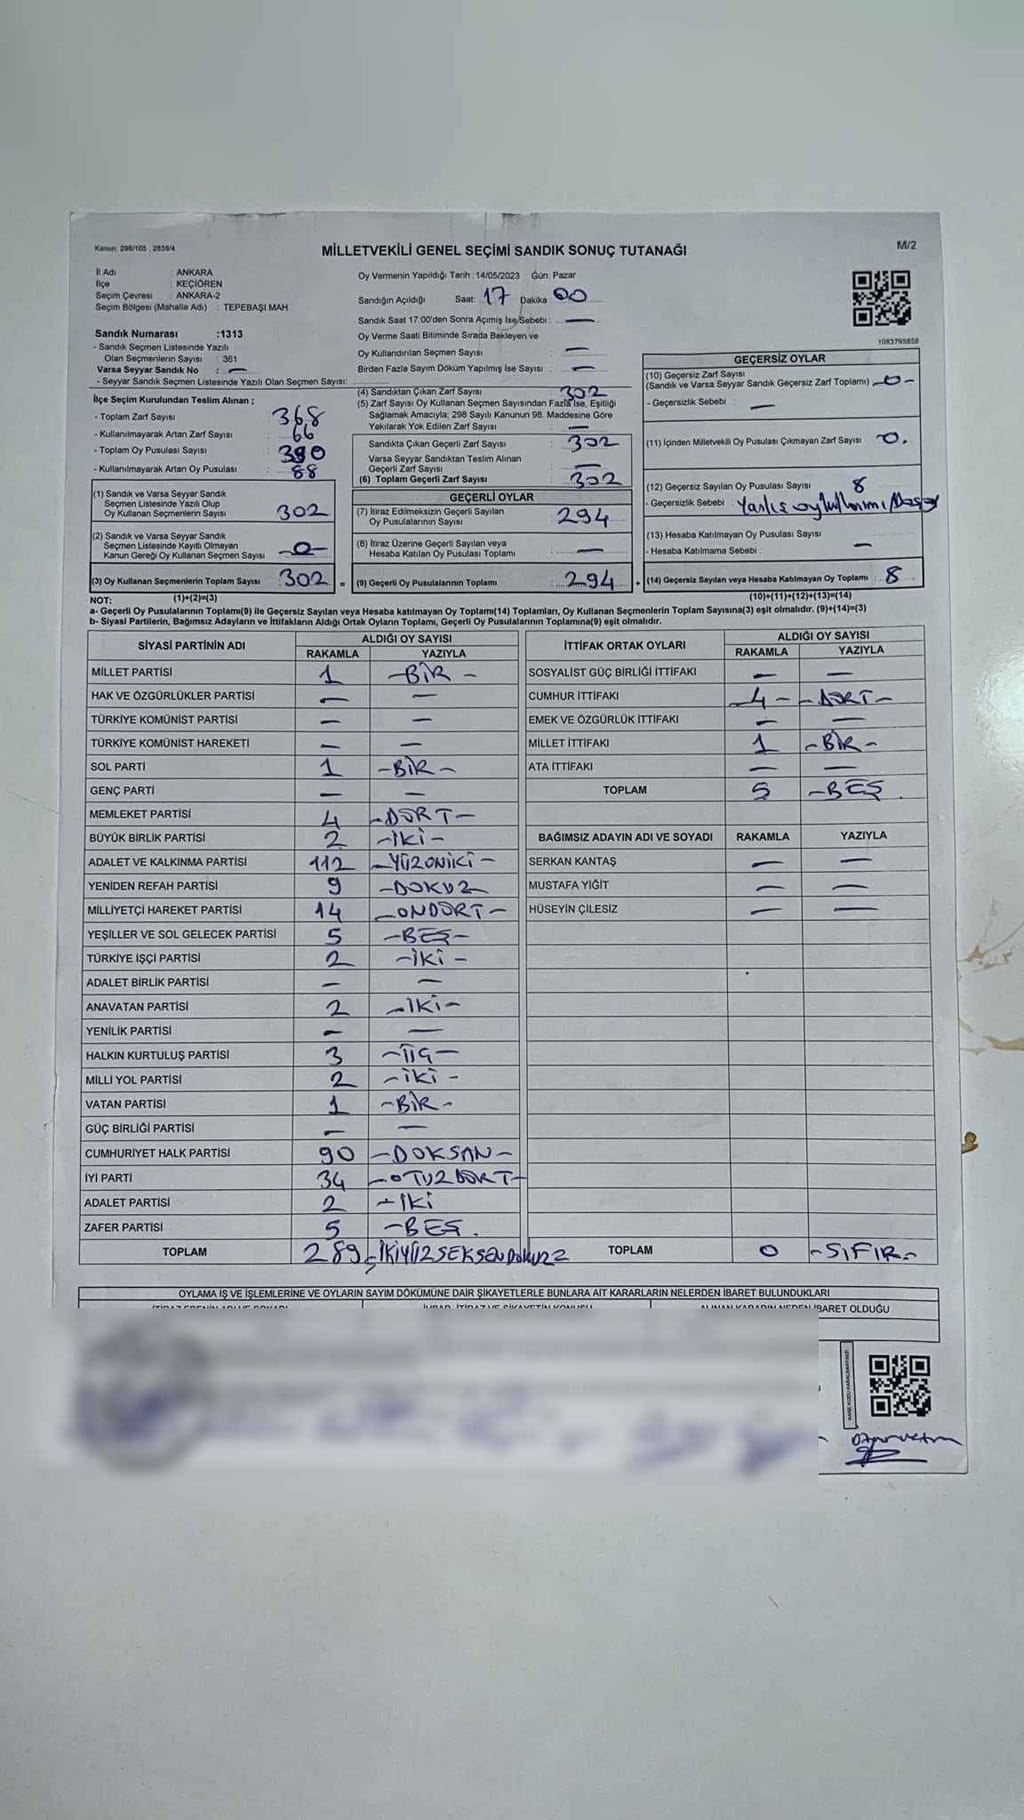 Kanun: 298/105 , 2839/4
MİLLETVEKİLİ GENEL SEÇİMİ SANDIK SONUÇ TUTANAĞI
M/2
İl Adı : ANKARA
İlçe : KEÇİÖREN
Seçim Çevresi : ANKARA-2
Seçim Bölgesi (Mahalle Adı) : TEPEBAŞI MAH
Sandık Numarası :1313
- Sandık Seçmen Listesinde Yazılı
Olan Seçmenlerin Sayısı : 361
Varsa Seyyar Sandık No : —
- Seyyar Sandık Seçmen Listesinde Yazılı Olan Seçmen Sayısı:
Oy Vermenin Yapıldığı Tarih : 14/05/2023 Gün: Pazar
Sandığın Açıldığı Saat: 17 Dakika 00
Sandık Saat 17:00'den Sonra Açımış İse Sebebi : —
Oy Verme Saati Bitiminde Sırada Bekleyen ve
Oy Kullandırılan Seçmen Sayısı : —
Birden Fazla Sayım Döküm Yapılmış İse Sayısı : —
1083795858
İlçe Seçim Kurulundan Teslim Alınan :
- Toplam Zarf Sayısı : 368
- Kullanılmayarak Artan Zarf Sayısı : 66
- Toplam Oy Pusulası Sayısı : 390
- Kullanılmayarak Artan Oy Pusulası : 88
(1) Sandık ve Varsa Seyyar Sandık
Seçmen Listesinde Yazılı Olup
Oy Kullanan Seçmenlerin Sayısı : 302
(2) Sandık ve Varsa Seyyar Sandık
Seçmen Listesinde Kayıtlı Olmayan
Kanun Gereği Oy Kullanan Seçmen Sayısı -0-
(3) Oy Kullanan Seçmenlerin Toplam Sayısı : 302 =
(1)+(2)=(3)
(4) Sandıktan Çıkan Zarf Sayısı : 302
(5) Zarf Sayısı Oy Kullanan Seçmen Sayısından Fazla İse, Eşitliği
Sağlamak Amacıyla; 298 Sayılı Kanunun 98. Maddesine Göre
Yakılarak Yok Edilen Zarf Sayısı : —
Sandıkta Çıkan Geçerli Zarf Sayısı : 302
Varsa Seyyar Sandıktan Teslim Alınan
Geçerli Zarf Sayısı : —
(6) Toplam Geçerli Zarf Sayısı : 302
GEÇERLİ OYLAR
(7) İtiraz Edilmeksizin Geçerli Sayılan
Oy Pusulalarının Sayısı : 294
(8) İtiraz Üzerine Geçerli Sayılan veya
Hesaba Katılan Oy Pusulası Toplamı : —
(9) Geçerli Oy Pusulalarının Toplamı : 294 +
GEÇERSİZ OYLAR
(10) Geçersiz Zarf Sayısı
(Sandık ve Varsa Seyyar Sandık Geçersiz Zarf Toplamı) -0-
- Geçersizlik Sebebi : —
(11) İçinden Milletvekili Oy Pusulası Çıkmayan Zarf Sayısı : 0.
(12) Geçersiz Sayılan Oy Pusulası Sayısı : 8
- Geçersizlik Sebebi : Yanlış oy kullanımı
(13) Hesaba Katılmayan Oy Pusulası Sayısı :
- Hesaba Katılmama Sebebi : —
(14) Geçersiz Sayılan veya Hesaba Katılmayan Oy Toplamı : 8
(10)+(11)+(12)+(13)=(14)
NOT:
a- Geçerli Oy Pusulalarının Toplamı(9) ile Geçersiz Sayılan veya Hesaba katılmayan Oy Toplam(14) Toplamları, Oy Kullanan Seçmenlerin Toplam Sayısına(3) eşit olmalıdır. (9)+(14)=(3)
b- Siyasi Partilerin, Bağımsız Adayların ve İttifakların Aldığı Ortak Oyların Toplamı, Geçerli Oy Pusulalarının Toplamına(9) eşit olmalıdır.
SİYASİ PARTİNİN ADI ALDIĞI OY SAYISI
RAKAMLA YAZIYLA
MİLLET PARTİSİ 1 -BİR-
HAK VE ÖZGÜRLÜKLER PARTİSİ — —
TÜRKİYE KOMÜNİST PARTİSİ — —
TÜRKİYE KOMÜNİST HAREKETİ — —
SOL PARTİ 1 -BİR-
GENÇ PARTİ — —
MEMLEKET PARTİSİ 4 -DÖRT-
BÜYÜK BİRLİK PARTİSİ 2 -İKİ-
ADALET VE KALKINMA PARTİSİ 112 -YÜZONİKİ-
YENİDEN REFAH PARTİSİ 9 -DOKUZ
MİLLİYETÇİ HAREKET PARTİSİ 14 -ONDÖRT-
YEŞİLLER VE SOL GELECEK PARTİSİ 5 -BEŞ-
TÜRKİYE İŞÇİ PARTİSİ 2 -İKİ-
ADALET BİRLİK PARTİSİ — —
ANAVATAN PARTİSİ 2 -İKİ-
YENİLİK PARTİSİ — —
HALKIN KURTULUŞ PARTİSİ 3 -ÜÇ-
MİLLİ YOL PARTİSİ 2 -İKİ-
VATAN PARTİSİ 1 -BİR-
GÜÇ BİRLİĞİ PARTİSİ — —
CUMHURİYET HALK PARTİSİ 90 -DOKSAN-
İYİ PARTİ 34 -OTUZDÖRT-
ADALET PARTİSİ 2 -İKİ
ZAFER PARTİSİ 5 -BEŞ.
TOPLAM 289 -İKİYÜZSEKSENDOKUZ
İTTİFAK ORTAK OYLARI ALDIĞI OY SAYISI
RAKAMLA YAZIYLA
SOSYALİST GÜÇ BİRLİĞİ İTTİFAKI — —
CUMHUR İTTİFAKI -4- -DÖRT-
EMEK VE ÖZGÜRLÜK İTTİFAKI — —
MİLLET İTTİFAKI 1 -BİR-
ATA İTTİFAKI — —
TOPLAM 5 -BEŞ
BAĞIMSIZ ADAYIN ADI VE SOYADI RAKAMLA YAZIYLA
SERKAN KANTAŞ — —
MUSTAFA YİĞİT — —
HÜSEYİN ÇİLESİZ — —
TOPLAM 0 -SIFIR-
OYLAMA İŞ VE İŞLEMLERİNE VE OYLARIN SAYIM DÖKÜMÜNE DAİR ŞİKAYETLERLE BUNLARA AİT KARARLARIN NELERDEN İBARET BULUNDUKLARI
İBARET OLDUĞU